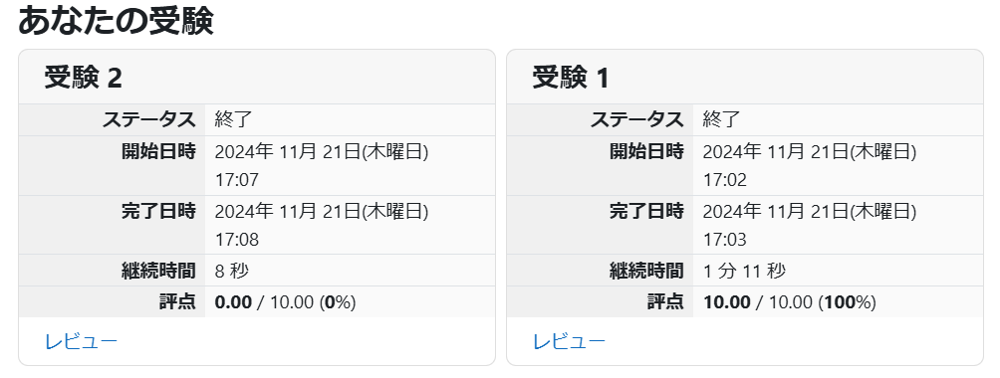 あなたの受験
受験 2
ステータス 終了
開始日時 2024年 11月 21日(木曜日)
17:07
完了日時 2024年 11月 21日(木曜日)
17:08
継続時間 8 秒
評点 0.00 / 10.00 (0%)
レビュー
受験 1
ステータス 終了
開始日時 2024年 11月 21日(木曜日)
17:02
完了日時 2024年 11月 21日(木曜日)
17:03
継続時間 1 分 11 秒
評点 10.00 / 10.00 (100%)
レビュー